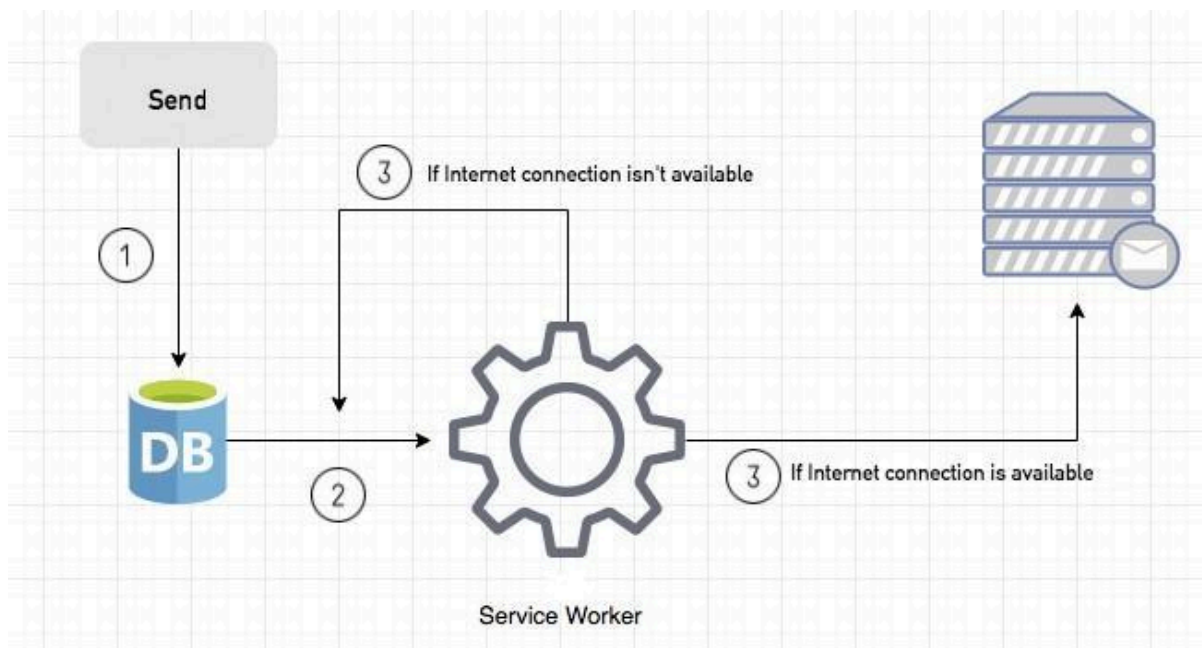 Send
3
If Internet connection isn't available
1
DB
2
3
If Internet connection is available
Service Worker